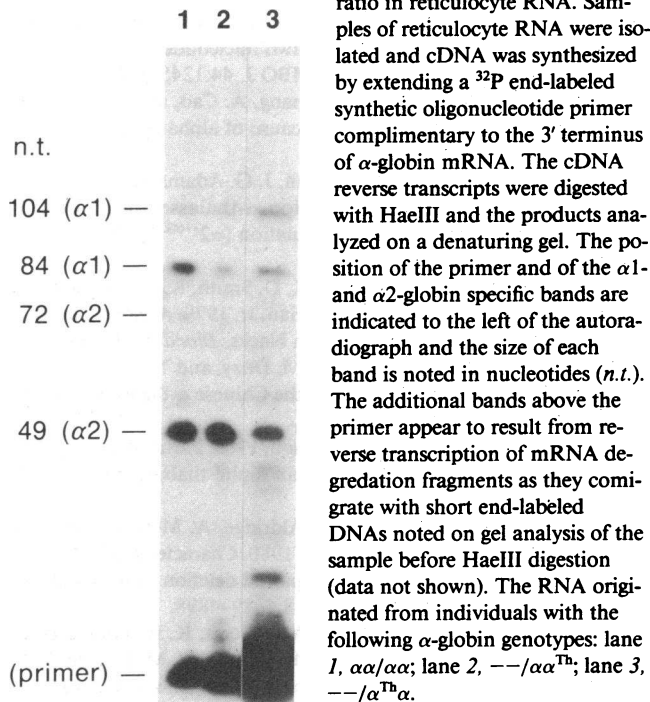 1 2 3
n.t.
104 (α1) —
84 (α1) —
72 (α2) —
49 (α2) —
(primer) —
ratio in reticulocyte RNA. Sam-
ples of reticulocyte RNA were iso-
lated and cDNA was synthesized
by extending a ³²P end-labeled
synthetic oligonucleotide primer
complimentary to the 3′ terminus
of α-globin mRNA. The cDNA
reverse transcripts were digested
with HaeIII and the products ana-
lyzed on a denaturing gel. The po-
sition of the primer and of the α1-
and α2-globin specific bands are
indicated to the left of the autora-
diograph and the size of each
band is noted in nucleotides (n.t.).
The additional bands above the
primer appear to result from re-
verse transcription of mRNA de-
gredation fragments as they comi-
grate with short end-labeled
DNAs noted on gel analysis of the
sample before HaeIII digestion
(data not shown). The RNA origi-
nated from individuals with the
following α-globin genotypes: lane
1, αα/αα; lane 2, −−/ααᵀʰ; lane 3,
−−/αᵀʰα.